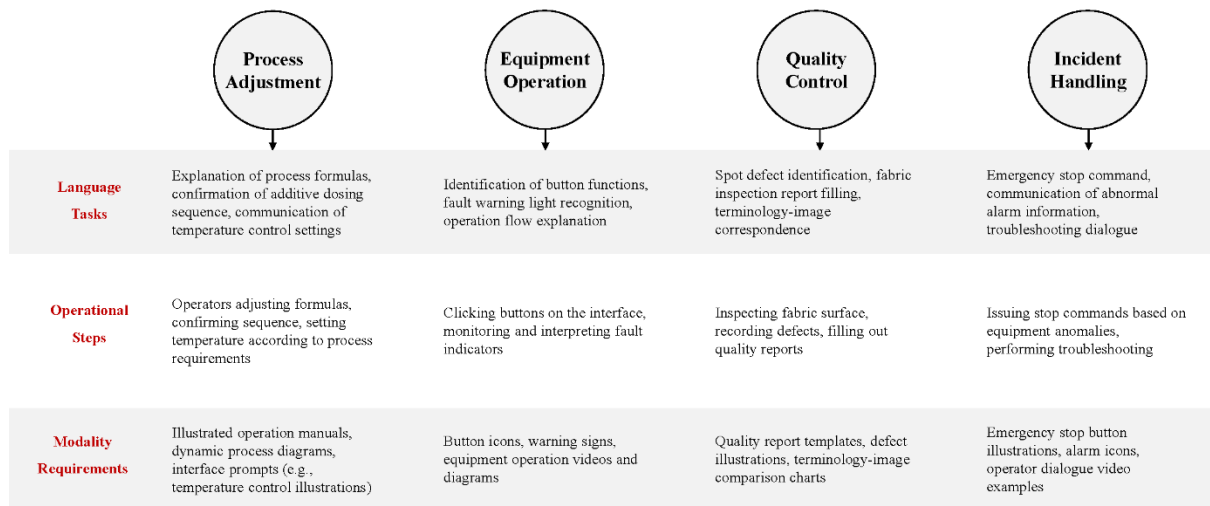 Process
Adjustment
Equipment
Operation
Quality
Control
Incident
Handling
Language
Tasks
Explanation of process formulas,
confirmation of additive dosing
sequence, communication of
temperature control settings
Identification of button functions,
fault warning light recognition,
operation flow explanation
Spot defect identification, fabric
inspection report filling,
terminology-image
correspondence
Emergency stop command,
communication of abnormal
alarm information,
troubleshooting dialogue
Operational
Steps
Operators adjusting formulas,
confirming sequence, setting
temperature according to process
requirements
Clicking buttons on the interface,
monitoring and interpreting fault
indicators
Inspecting fabric surface,
recording defects, filling out
quality reports
Issuing stop commands based on
equipment anomalies,
performing troubleshooting
Modality
Requirements
Illustrated operation manuals,
dynamic process diagrams,
interface prompts (e.g.,
temperature control illustrations)
Button icons, warning signs,
equipment operation videos and
diagrams
Quality report templates, defect
illustrations, terminology-image
comparison charts
Emergency stop button
illustrations, alarm icons,
operator dialogue video
examples